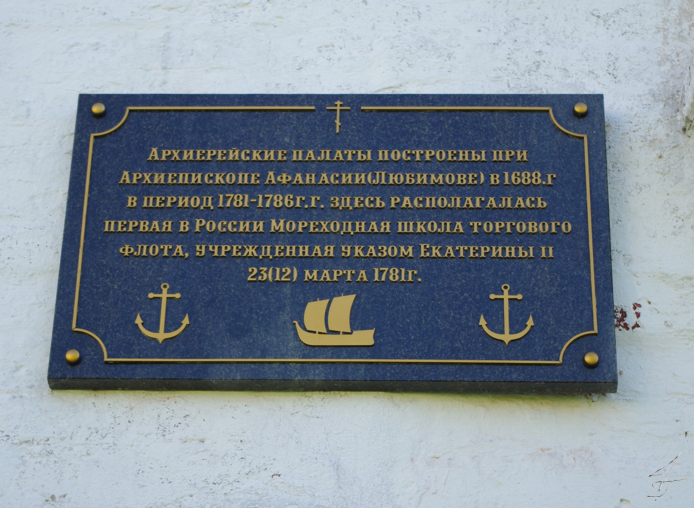 Архиерейские палаты построены при
Архиепископе Афанасии(Любимове) в 1688.г
в период 1781-1786г.г. здесь располагалась
первая в России Мореходная школа торгового
флота, учрежденная указом Екатерины II
23(12) марта 1781г.